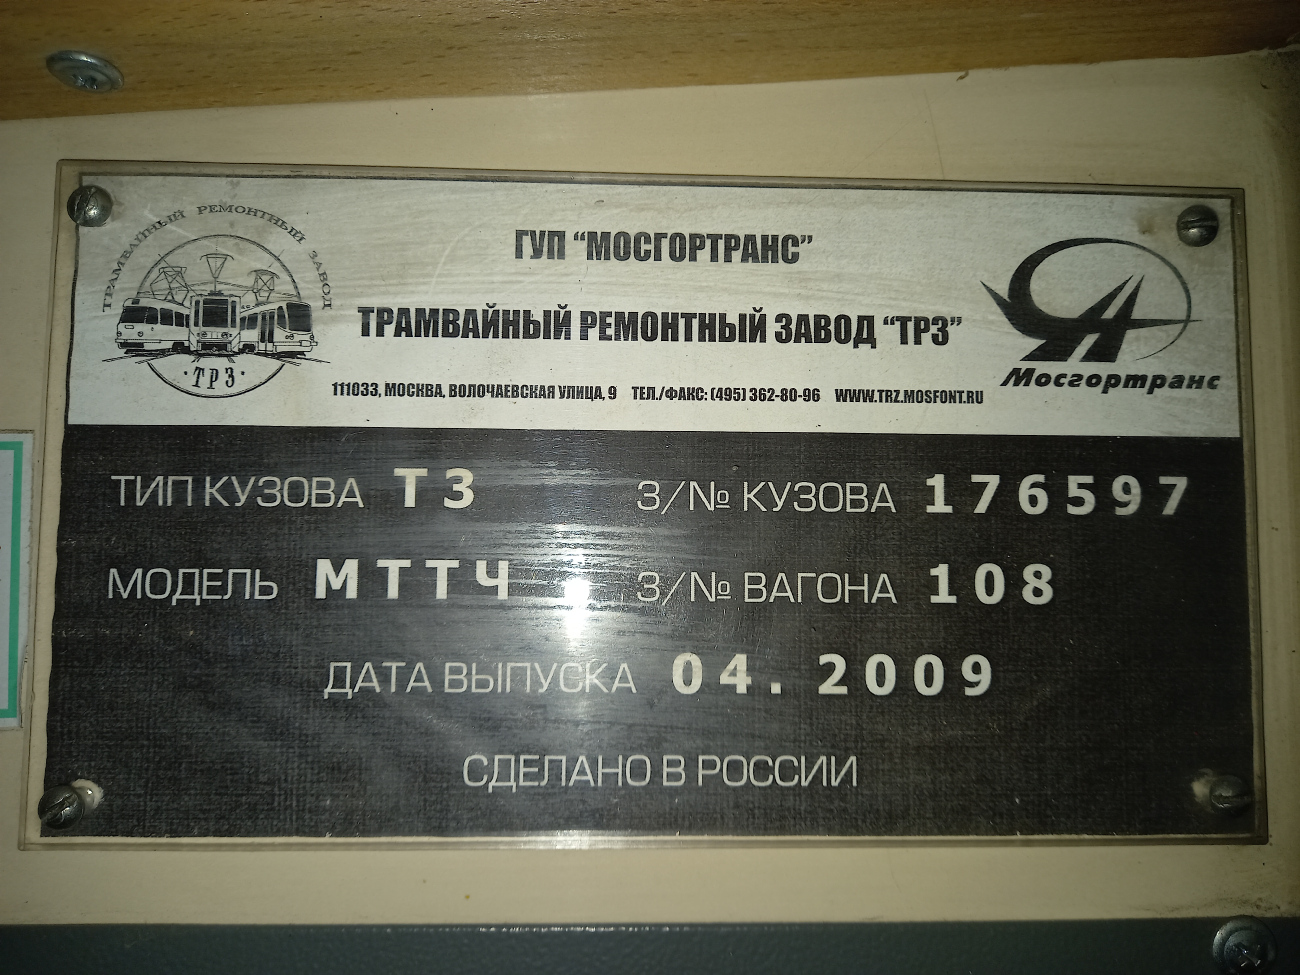 ТРАМВАЙНЫЙ РЕМОНТНЫЙ ЗАВОД
·ТРЗ·
ГУП “МОСГОРТРАНС”
ТРАМВАЙНЫЙ РЕМОНТНЫЙ ЗАВОД “ТРЗ”
111033, МОСКВА, ВОЛОЧАЕВСКАЯ УЛИЦА, 9 ТЕЛ./ФАКС: (495) 362-80-96 WWW.TRZ.MOSFONT.RU
Мосгортранс
ТИП КУЗОВА Т3 З/№ КУЗОВА 176597
МОДЕЛЬ МТТЧ З/№ ВАГОНА 108
ДАТА ВЫПУСКА 04.2009
СДЕЛАНО В РОССИИ